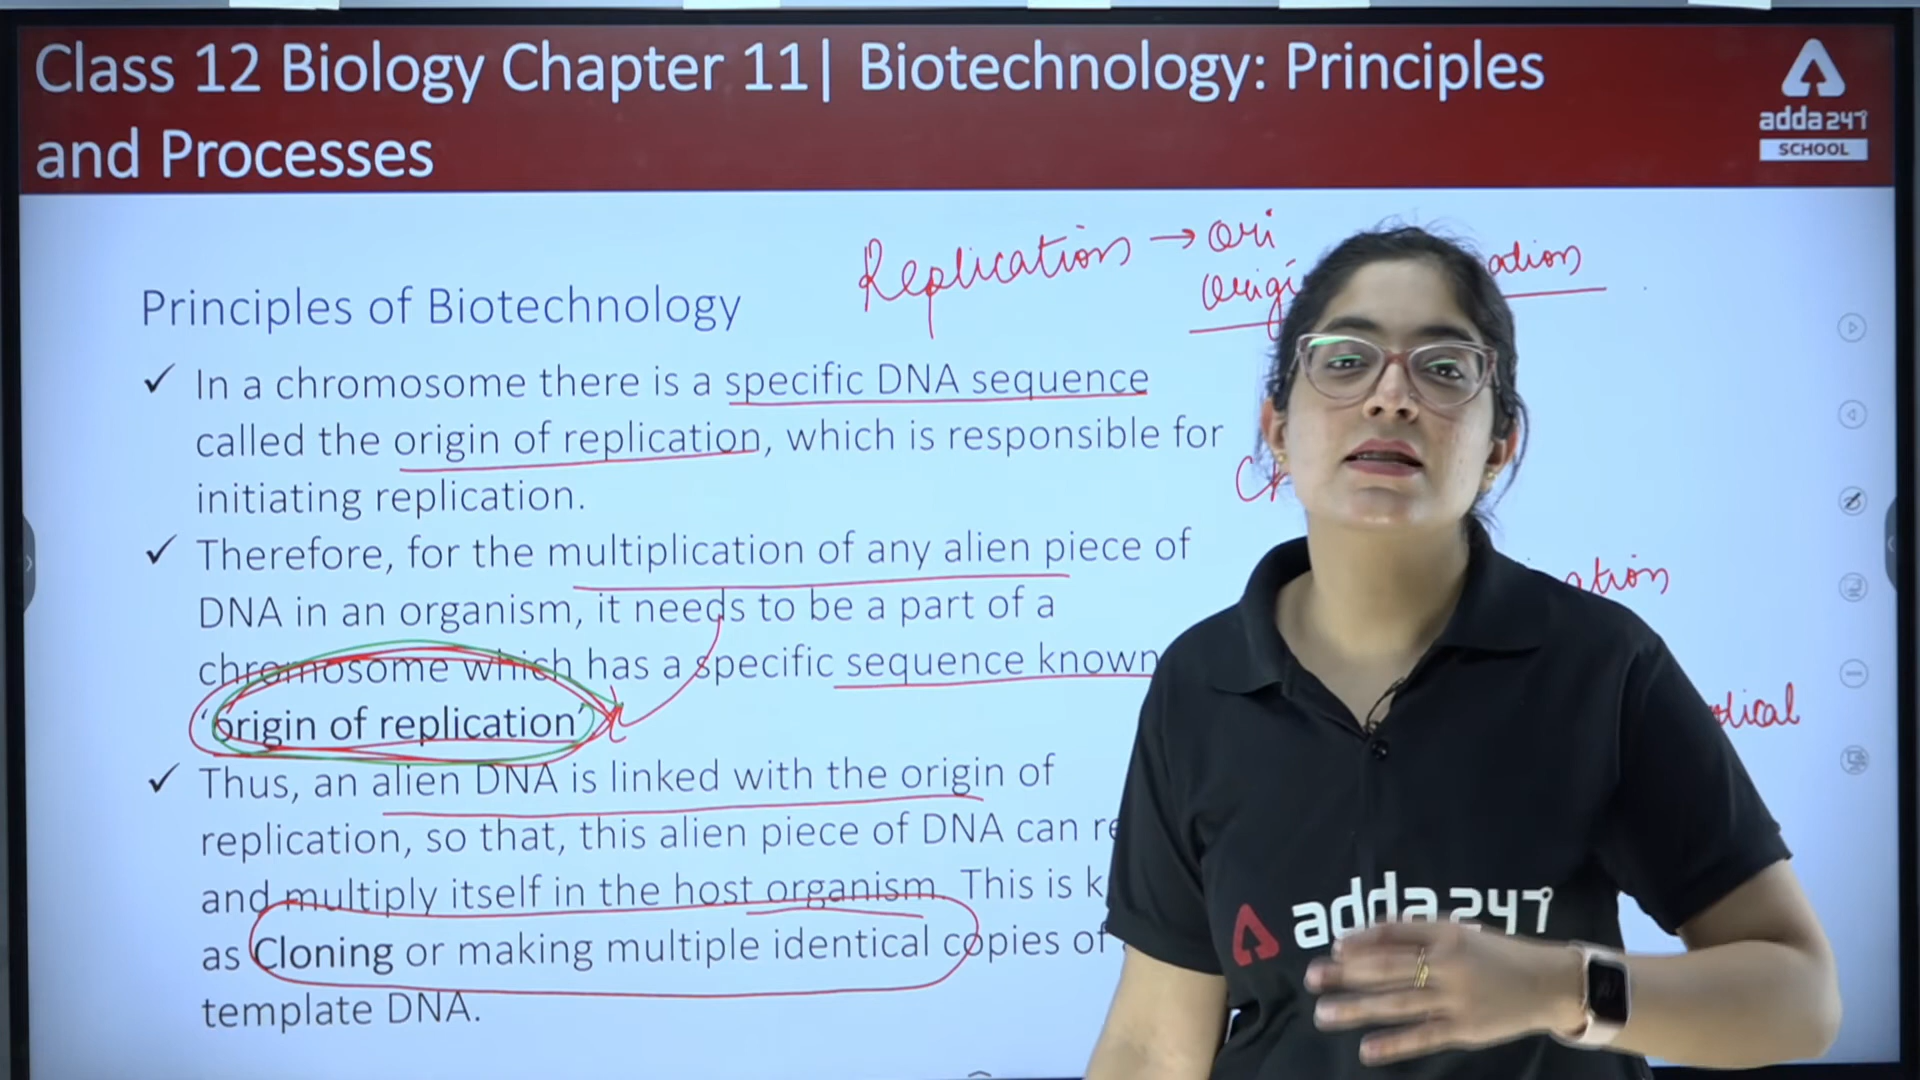 Class 12 Biology Chapter 11| Biotechnology: Principles
and Processes
adda247
SCHOOL
Replication → ori
Principles of Biotechnology
✓ In a chromosome there is a specific DNA sequence
called the origin of replication, which is responsible for
initiating replication.
✓ Therefore, for the multiplication of any alien piece of
DNA in an organism, it needs to be a part of a
chromosome which has a specific sequence known
‘origin of replication’
✓ Thus, an alien DNA is linked with the origin of
replication, so that, this alien piece of DNA can
and multiply itself in the host organism. This is
as Cloning or making multiple identical copies of
template DNA.
adda247